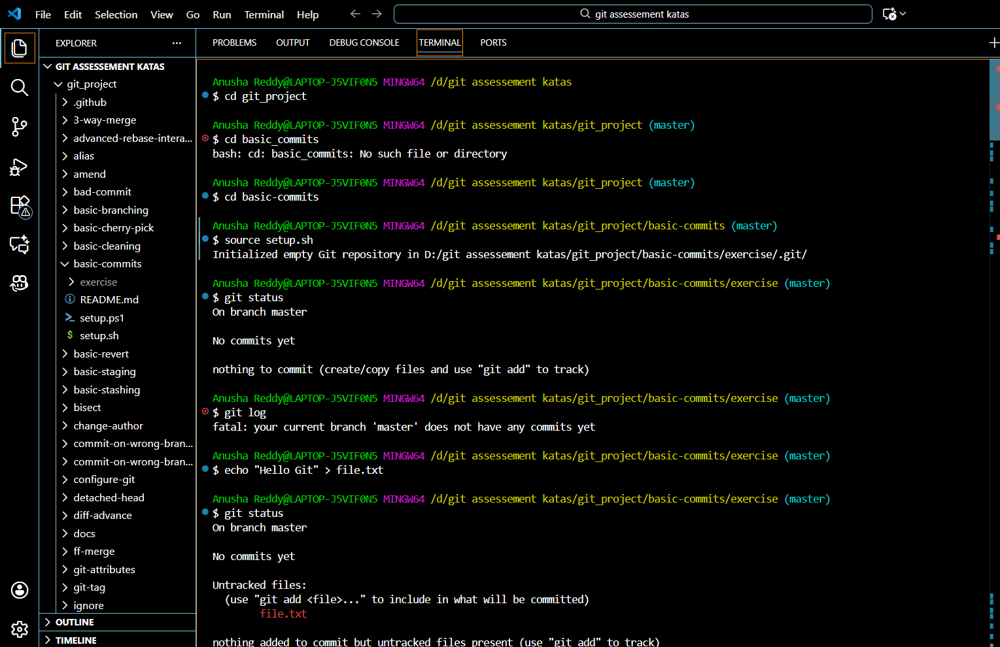 File Edit Selection View Go Run Terminal Help
git assessement katas
EXPLORER
GIT ASSESSEMENT KATAS
git_project
.github
3-way-merge
advanced-rebase-intera...
alias
amend
bad-commit
basic-branching
basic-cherry-pick
basic-cleaning
basic-commits
exercise
README.md
setup.ps1
setup.sh
basic-revert
basic-staging
basic-stashing
bisect
change-author
commit-on-wrong-bran...
commit-on-wrong-bran...
configure-git
detached-head
diff-advance
docs
ff-merge
git-attributes
git-tag
ignore
OUTLINE
TIMELINE
PROBLEMS OUTPUT DEBUG CONSOLE TERMINAL PORTS
Anusha Reddy@LAPTOP-J5VIF0N5 MINGW64 /d/git assessement katas
$ cd git_project
Anusha Reddy@LAPTOP-J5VIF0N5 MINGW64 /d/git assessement katas/git_project (master)
$ cd basic_commits
bash: cd: basic_commits: No such file or directory
Anusha Reddy@LAPTOP-J5VIF0N5 MINGW64 /d/git assessement katas/git_project (master)
$ cd basic-commits
Anusha Reddy@LAPTOP-J5VIF0N5 MINGW64 /d/git assessement katas/git_project/basic-commits (master)
$ source setup.sh
Initialized empty Git repository in D:/git assessement katas/git_project/basic-commits/exercise/.git/
Anusha Reddy@LAPTOP-J5VIF0N5 MINGW64 /d/git assessement katas/git_project/basic-commits/exercise (master)
$ git status
On branch master
No commits yet
nothing to commit (create/copy files and use "git add" to track)
Anusha Reddy@LAPTOP-J5VIF0N5 MINGW64 /d/git assessement katas/git_project/basic-commits/exercise (master)
$ git log
fatal: your current branch 'master' does not have any commits yet
Anusha Reddy@LAPTOP-J5VIF0N5 MINGW64 /d/git assessement katas/git_project/basic-commits/exercise (master)
$ echo "Hello Git" > file.txt
Anusha Reddy@LAPTOP-J5VIF0N5 MINGW64 /d/git assessement katas/git_project/basic-commits/exercise (master)
$ git status
On branch master
No commits yet
Untracked files:
(use "git add <file>..." to include in what will be committed)
file.txt
nothing added to commit but untracked files present (use "git add" to track)